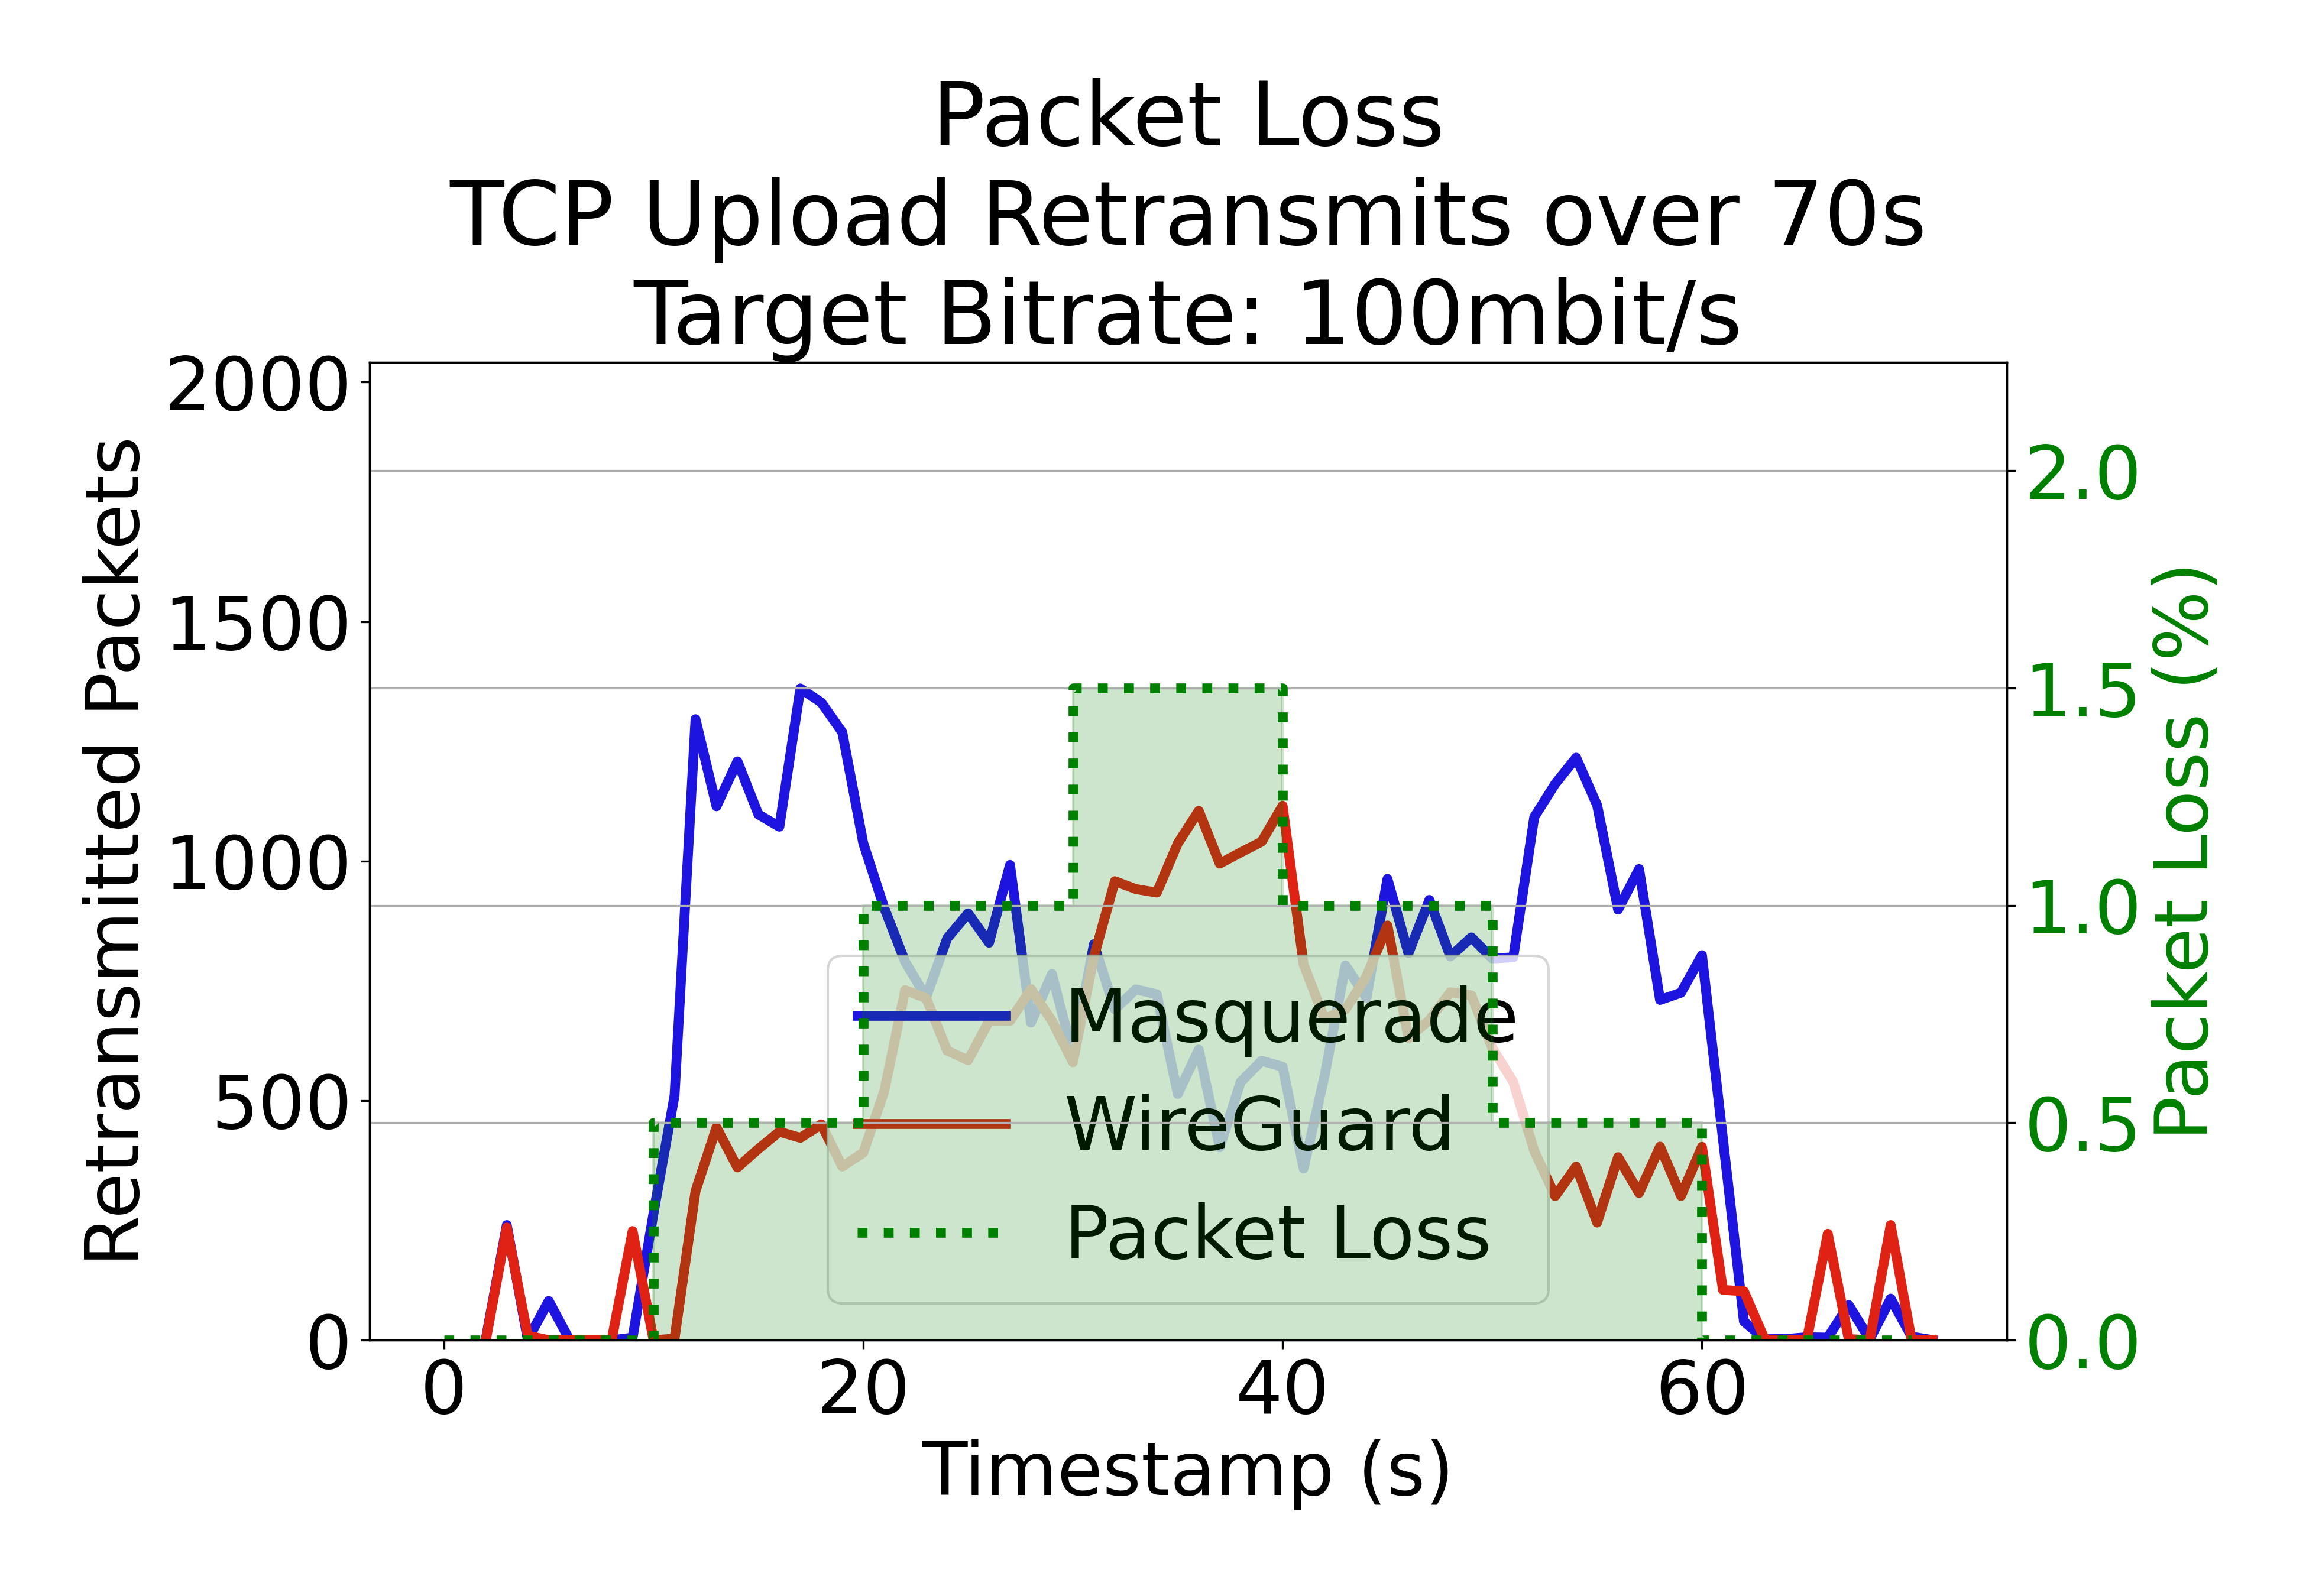 Packet Loss
TCP Upload Retransmits over 70s
Target Bitrate: 100mbit/s
2000
1500
1000
500
0
Retransmitted Packets
2.0
1.5
1.0
0.5
0.0
Packet Loss (%)
Masquerade
WireGuard
Packet Loss
0 20 40 60
Timestamp (s)